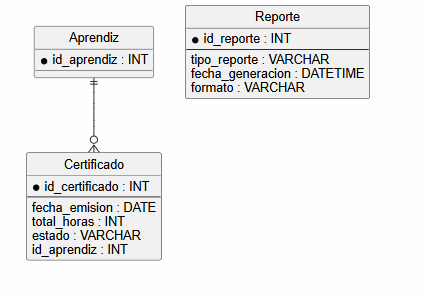 Aprendiz
id_aprendiz : INT
Reporte
id_reporte : INT
tipo_reporte : VARCHAR
fecha_generacion : DATETIME
formato : VARCHAR
Certificado
id_certificado : INT
fecha_emision : DATE
total_horas : INT
estado : VARCHAR
id_aprendiz : INT